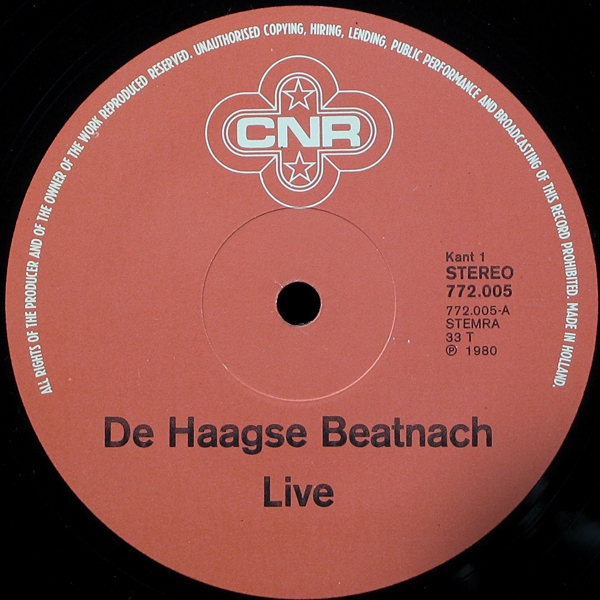 ALL RIGHTS OF THE PRODUCER AND OF THE OWNER OF THE WORK REPRODUCED RESERVED. UNAUTHORISED COPYING, HIRING, LENDING, PUBLIC PERFORMANCE AND BROADCASTING OF THIS RECORD PROHIBITED. MADE IN HOLLAND.
CNR
Kant 1
STEREO
772.005
772.005-A
STEMRA
33 T
℗ 1980
De Haagse Beatnach
Live